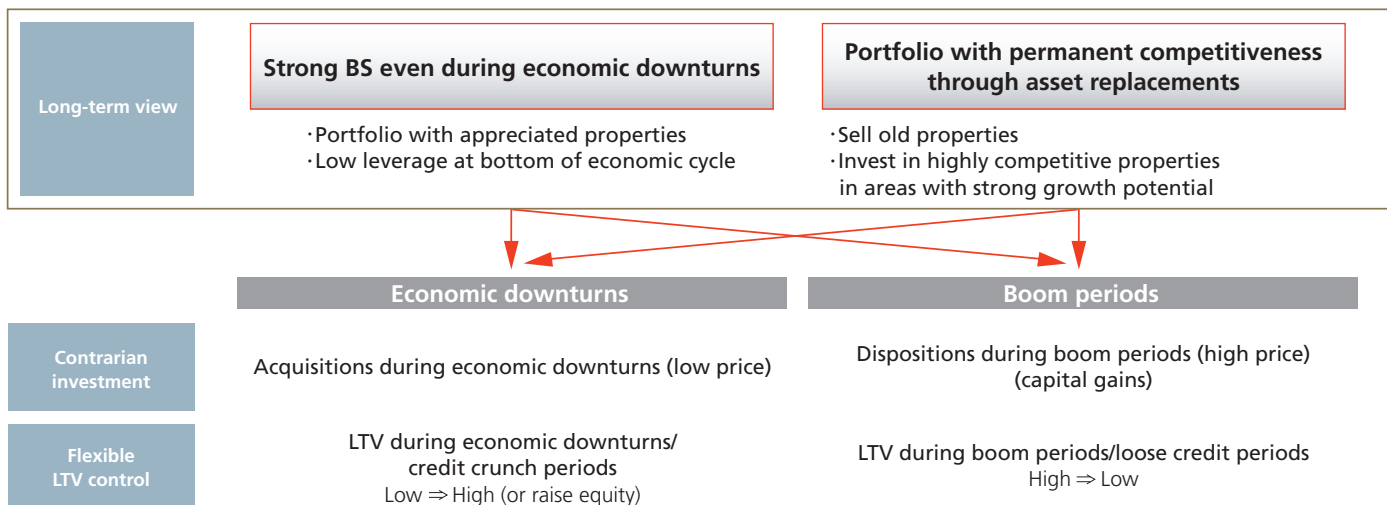 Long-term view
Strong BS even during economic downturns
·Portfolio with appreciated properties
·Low leverage at bottom of economic cycle
Portfolio with permanent competitiveness
through asset replacements
·Sell old properties
·Invest in highly competitive properties
in areas with strong growth potential
Economic downturns
Boom periods
Contrarian
investment
Acquisitions during economic downturns (low price)
Dispositions during boom periods (high price)
(capital gains)
Flexible
LTV control
LTV during economic downturns/
credit crunch periods
Low ⇒ High (or raise equity)
LTV during boom periods/loose credit periods
High ⇒ Low